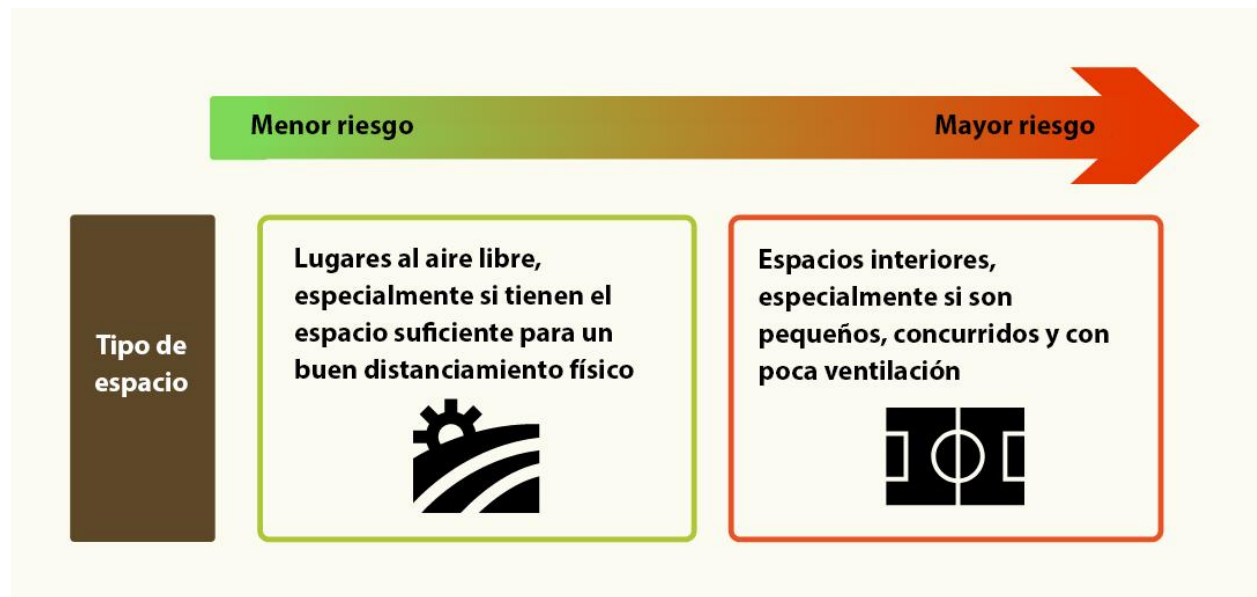 Menor riesgo
Mayor riesgo
Tipo de
espacio
Lugares al aire libre,
especialmente si tienen el
espacio suficiente para un
buen distanciamiento físico
Espacios interiores,
especialmente si son
pequeños, concurridos y con
poca ventilación